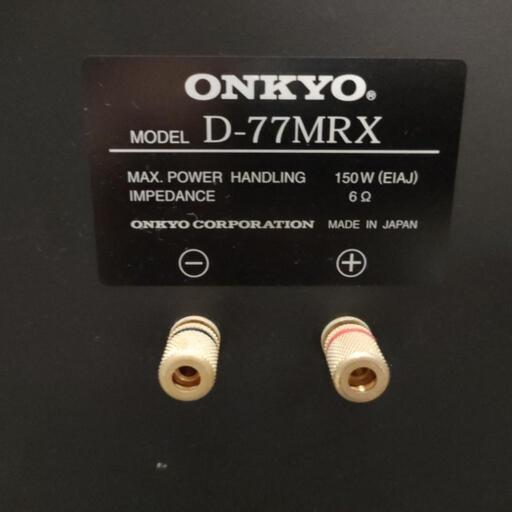 ONKYO®
MODEL D-77MRX
MAX. POWER HANDLING 150W (EIAJ)
IMPEDANCE 6Ω
ONKYO CORPORATION MADE IN JAPAN
⊖ ⊕